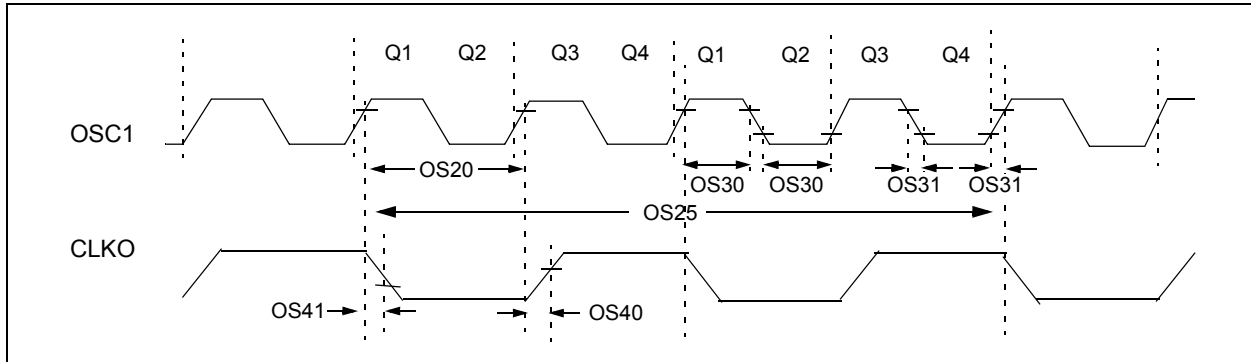 Q1 Q2 Q3 Q4 Q1 Q2 Q3 Q4
OSC1
OS20
OS30 OS30
OS31 OS31
OS25
CLKO
OS41
OS40